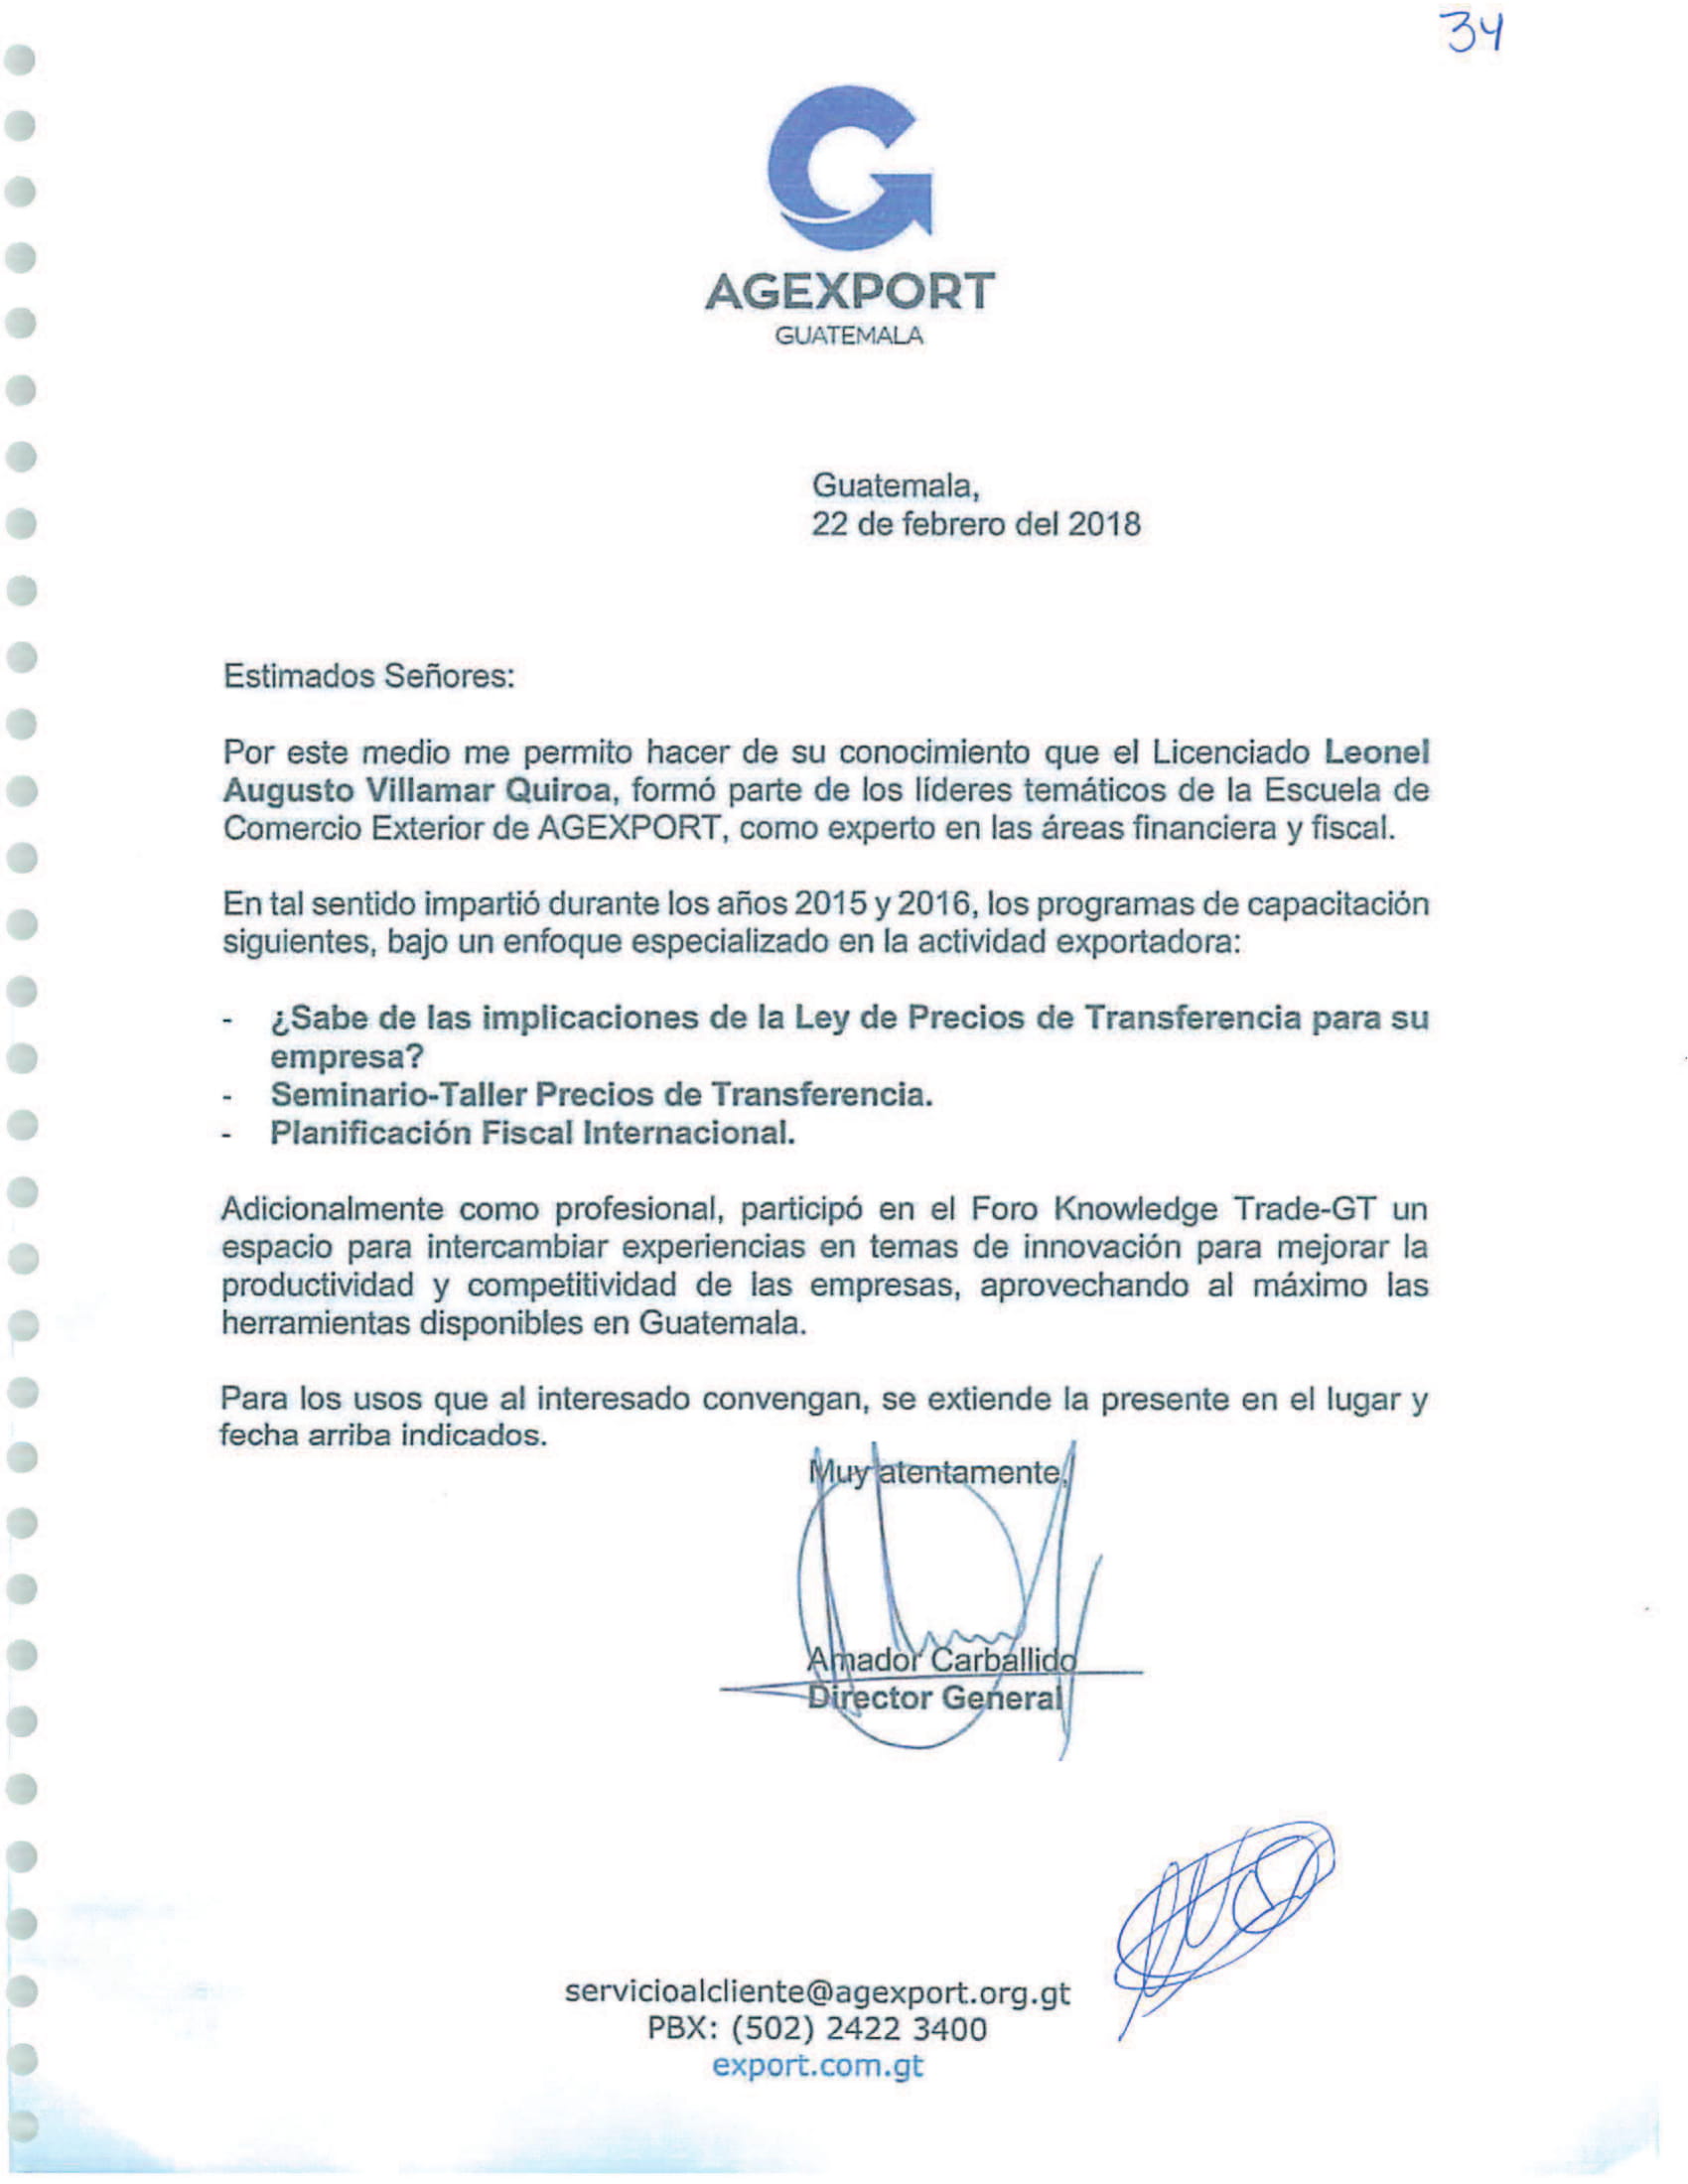 34
AGEXPORT
GUATEMALA
Guatemala,
22 de febrero del 2018
Estimados Señores:
Por este medio me permito hacer de su conocimiento que el Licenciado Leonel
Augusto Villamar Quiroa, formó parte de los líderes temáticos de la Escuela de
Comercio Exterior de AGEXPORT, como experto en las áreas financiera y fiscal.
En tal sentido impartió durante los años 2015 y 2016, los programas de capacitación
siguientes, bajo un enfoque especializado en la actividad exportadora:
- ¿Sabe de las implicaciones de la Ley de Precios de Transferencia para su
empresa?
- Seminario-Taller Precios de Transferencia.
- Planificación Fiscal Internacional.
Adicionalmente como profesional, participó en el Foro Knowledge Trade-GT un
espacio para intercambiar experiencias en temas de innovación para mejorar la
productividad y competitividad de las empresas, aprovechando al máximo las
herramientas disponibles en Guatemala.
Para los usos que al interesado convengan, se extiende la presente en el lugar y
fecha arriba indicados.
Muy atentamente,
Amador Carballido
Director General
servicioalcliente@agexport.org.gt
PBX: (502) 2422 3400
export.com.gt